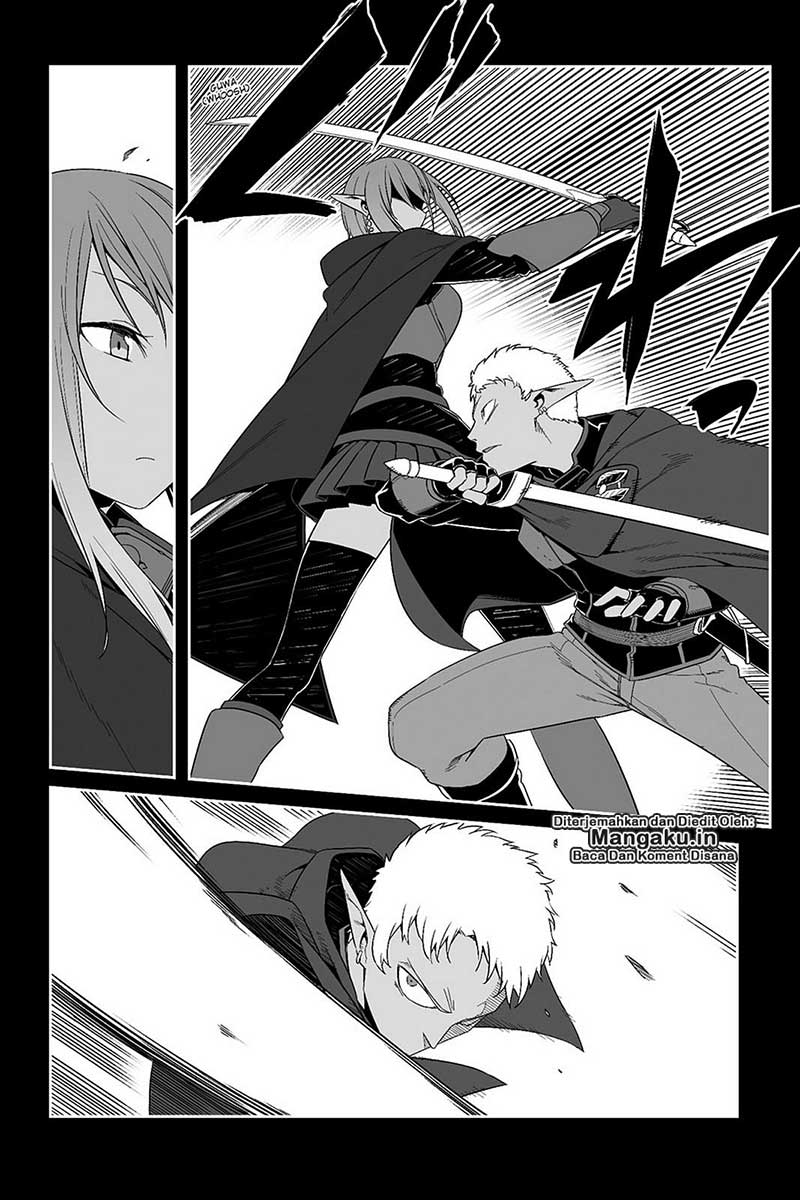 GUWA
(WHOOSH)
Diterjemahkan dan Diedit Oleh:
Mangaku.in
Baca Dan Koment Disana